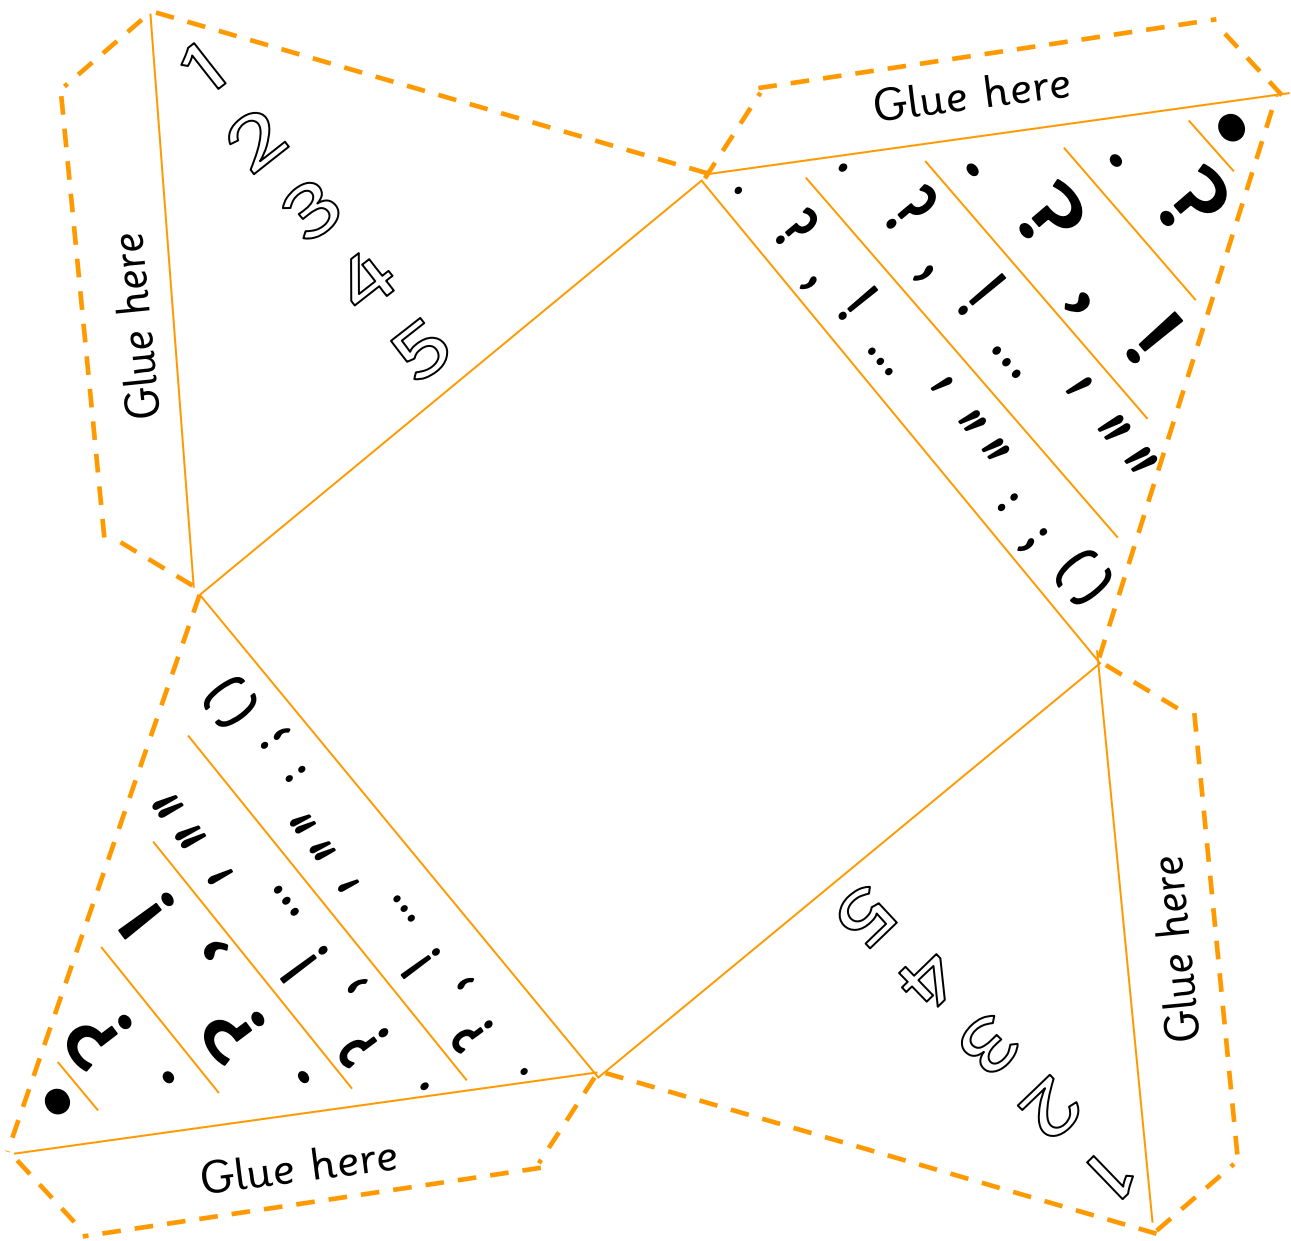 Glue here
1
2
3
4
5
Glue here
.
. ?
. ? , !
. ? , ! ... ' " "
. ? , ! ... ' " " : ; ( )
Glue here
.
. ?
. ? , !
. ? , ! ... ' " "
. ? , ! ... ' " " : ; ( )
Glue here
1
2
3
4
5